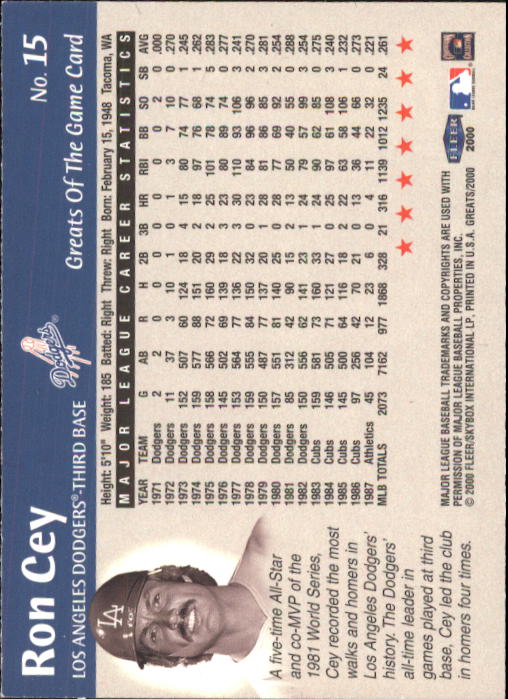 Ron Cey
No. 15
LOS ANGELES DODGERS®-THIRD BASE
Dodgers
Greats Of The Game Card
Height: 5'10" Weight: 185 Batted: Right Threw: Right Born: February 15, 1948 Tacoma, WA
MAJOR LEAGUE CAREER STATISTICS
YEAR TEAM G AB R H 2B 3B HR RBI BB SO SB AVG
1971 Dodgers 2 2 0 0 0 0 0 0 0 2 0 .000
1972 Dodgers 11 37 3 10 1 0 1 3 7 10 0 .270
1973 Dodgers 152 507 60 124 18 4 15 80 74 77 1 .245
1974 Dodgers 159 577 88 151 20 2 18 97 76 68 1 .262
1975 Dodgers 158 566 72 160 29 2 25 101 78 74 5 .283
1976 Dodgers 145 502 69 139 18 3 23 80 89 74 0 .277
1977 Dodgers 153 564 77 136 22 3 30 110 93 106 3 .241
1978 Dodgers 159 555 84 150 32 0 23 84 96 96 2 .270
1979 Dodgers 150 487 77 137 20 1 28 81 86 85 3 .281
1980 Dodgers 157 551 81 140 25 0 28 77 69 92 2 .254
1981 Dodgers 85 312 42 90 15 2 13 50 40 55 0 .288
1982 Dodgers 150 556 62 141 23 1 24 79 57 99 3 .254
1983 Cubs 159 581 73 160 33 1 24 90 62 85 0 .275
1984 Cubs 146 505 71 121 27 0 25 97 61 108 3 .240
1985 Cubs 145 500 64 116 18 2 22 63 58 106 1 .232
1986 Cubs 97 256 42 70 21 0 13 36 44 66 0 .273
1987 Athletics 45 104 12 23 6 0 4 11 22 32 0 .221
MLB TOTALS 2073 7162 977 1868 328 21 316 1139 1012 1235 24 .261
LA
A five-time All-Star
and co-MVP of the
1981 World Series,
Cey recorded the most
walks and homers in
Los Angeles Dodgers'
history. The Dodgers'
all-time leader in
games played at third
base, Cey led the club
in homers four times.
MAJOR LEAGUE BASEBALL TRADEMARKS AND COPYRIGHTS ARE USED WITH
PERMISSION OF MAJOR LEAGUE BASEBALL PROPERTIES, INC.
© 2000 FLEER/SKYBOX INTERNATIONAL LP, PRINTED IN U.S.A. GREATS/2000
FLEER
2000